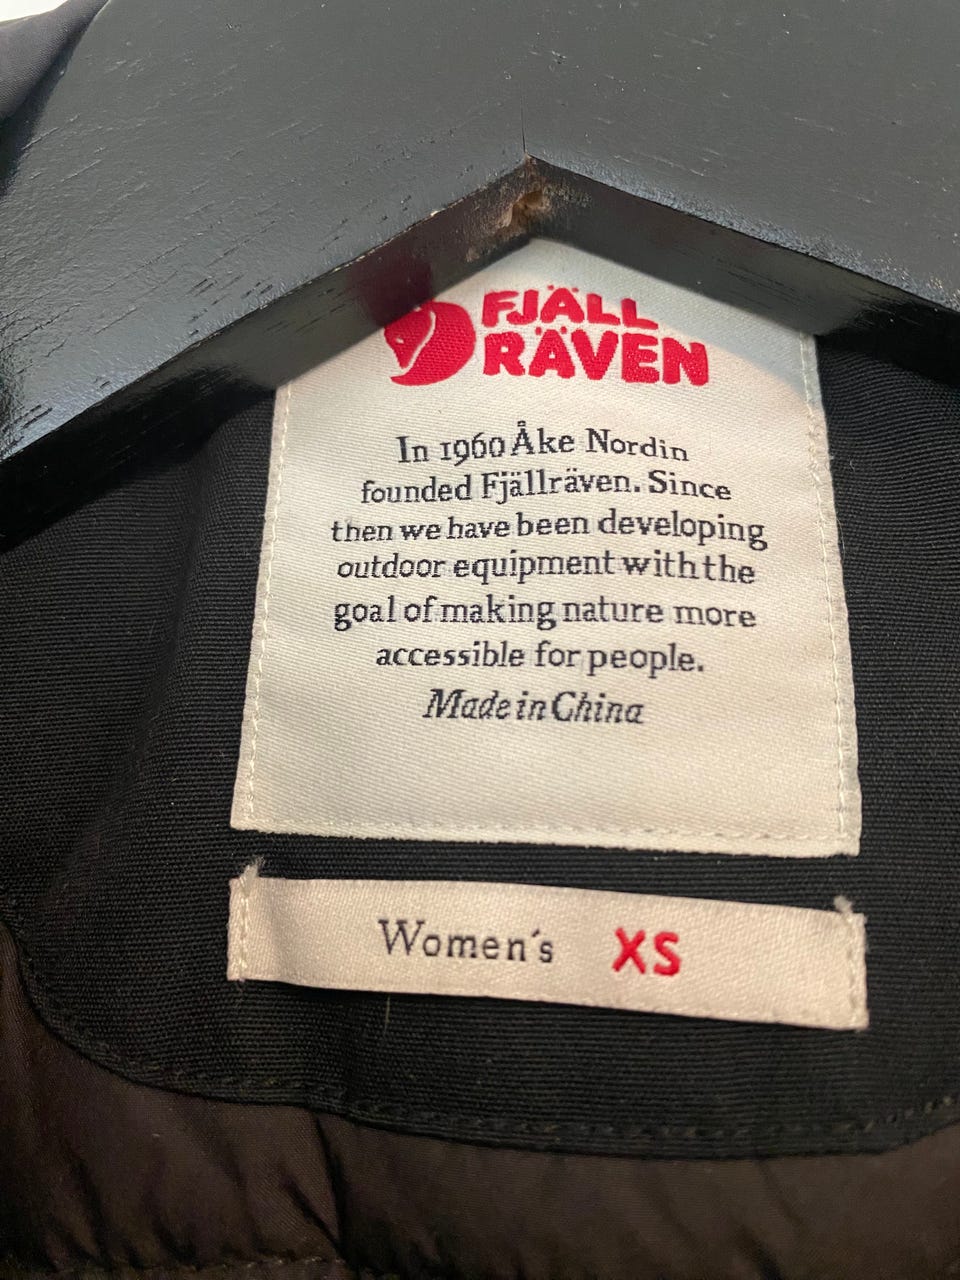 FJÄLL
RÄVEN
In 1960 Åke Nordin
founded Fjällräven. Since
then we have been developing
outdoor equipment with the
goal of making nature more
accessible for people.
Made in China
Women´s XS